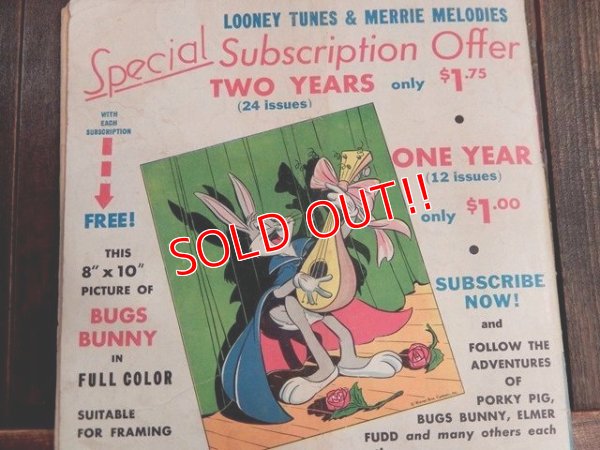 LOONEY TUNES & MERRIE MELODIES
Special Subscription Offer
TWO YEARS only $1.75
(24 issues)
WITH
EACH
SUBSCRIPTION
FREE!
THIS
8" x 10"
PICTURE OF
BUGS
BUNNY
IN
FULL COLOR
SUITABLE
FOR FRAMING
ONE YEAR
(12 issues)
only $1.00
SOLD OUT!!
SUBSCRIBE
NOW!
and
FOLLOW THE
ADVENTURES
OF
PORKY PIG,
BUGS BUNNY, ELMER
FUDD and many others each